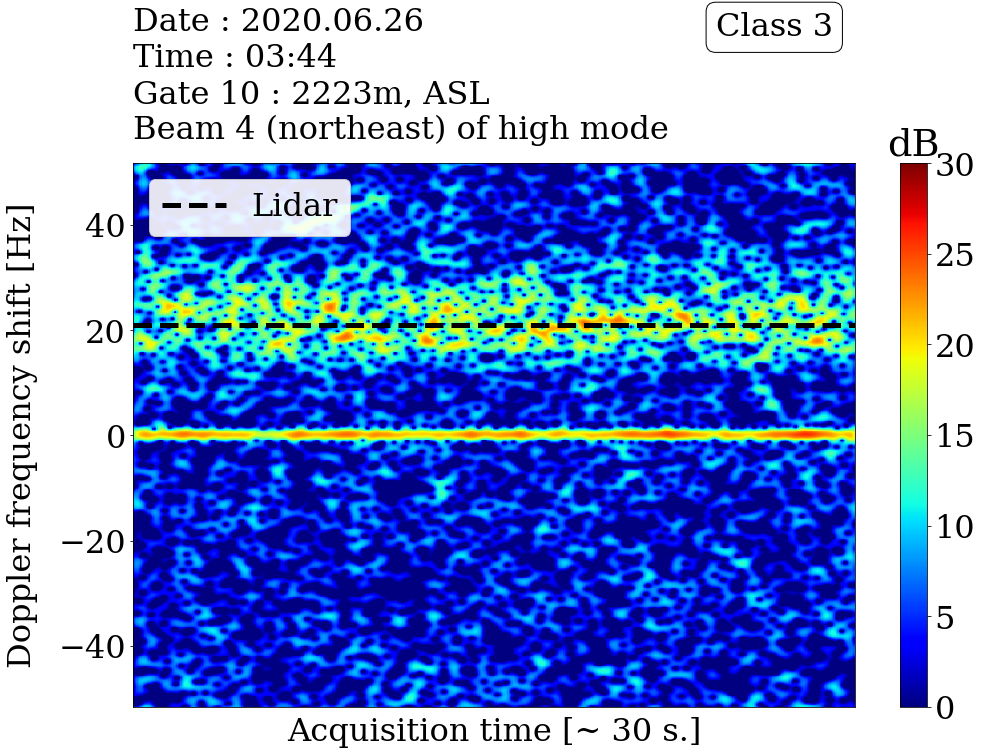 Date : 2020.06.26
Time : 03:44
Gate 10 : 2223m, ASL
Beam 4 (northeast) of high mode
Class 3
dB
Lidar
Doppler frequency shift [Hz]
40
20
0
−20
−40
30
25
20
15
10
5
0
Acquisition time [~ 30 s.]